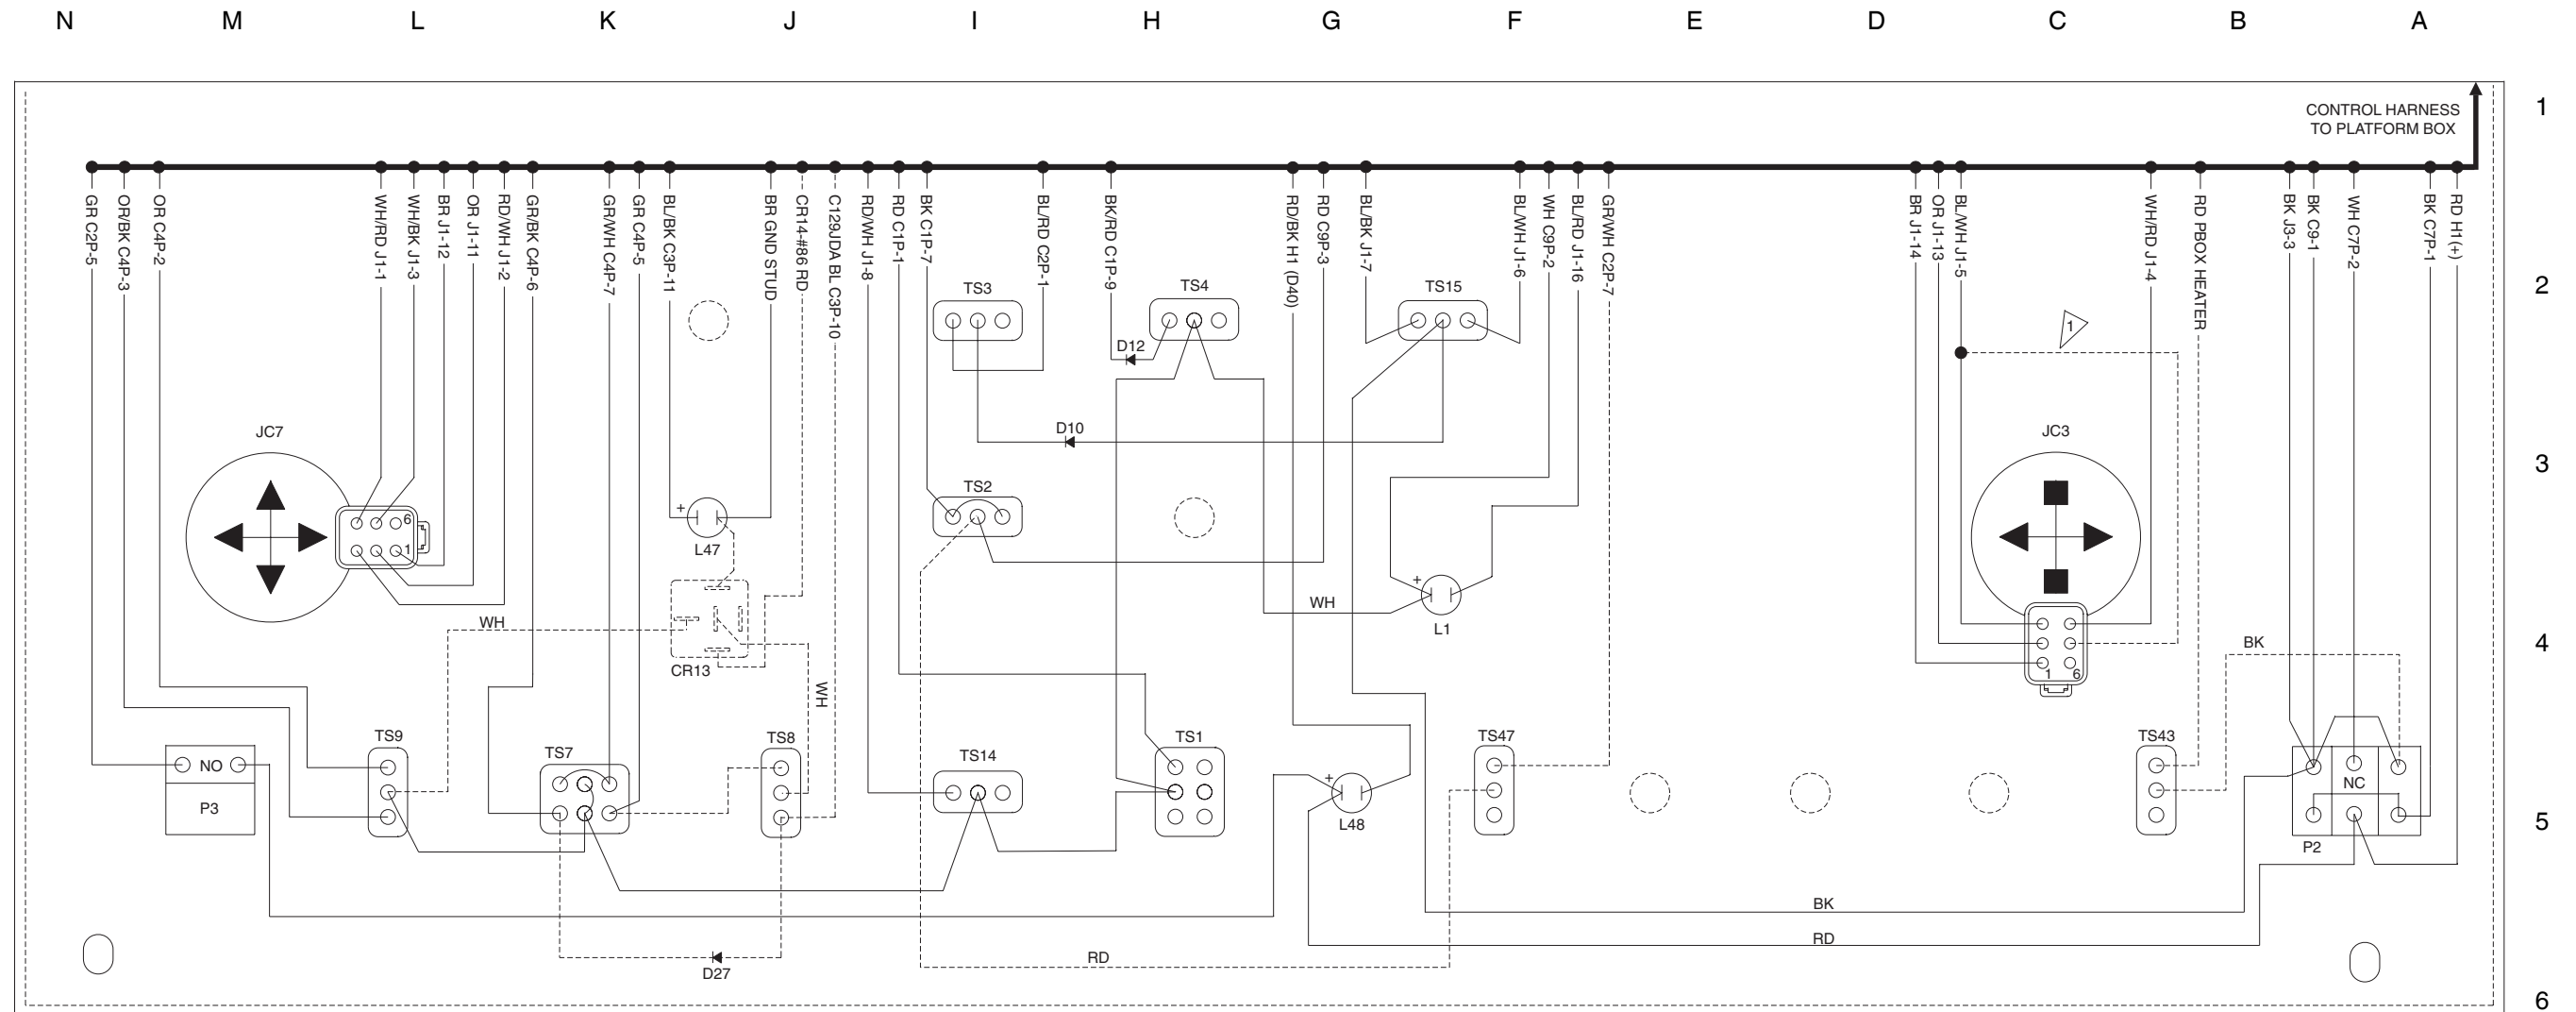 N M L K J I H G F E D C B A
CONTROL HARNESS
TO PLATFORM BOX
1
GR C2P-5
OR/BK C4P-3
OR C4P-2
WH/RD J1-1
WH/BK J1-3
BR J1-12
OR J1-11
RD/WH J1-2
GR/BK C4P-6
GR/WH C4P-7
GR C4P-5
BL/BK C3P-11
BR GND STUD
CR14-#86 RD
C129JDA BL C3P-10
RD/WH J1-8
RD C1P-1
BK C1P-7
BL/RD C2P-1
BK/RD C1P-9
RD/BK H1 (D40)
RD C9P-3
BL/BK J1-7
BL/WH J1-6
WH C9P-2
BL/RD J1-16
GR/WH C2P-7
BR J1-14
OR J1-13
BL/WH J1-5
WH/RD J1-4
RD PBOX HEATER
BK J3-3
BK C9-1
WH C7P-2
BK C7P-1
RD H1(+)
2
TS3
TS4
TS15
1
D12
D10
JC7
JC3
3
TS2
6
1
+
L47
+
L1
WH
WH
CR13
WH
BK
4
1 6
TS9
TS7
TS8
TS14
TS1
TS47
TS43
NO
P3
+
L48
NC
P2
5
BK
RD
RD
D27
6